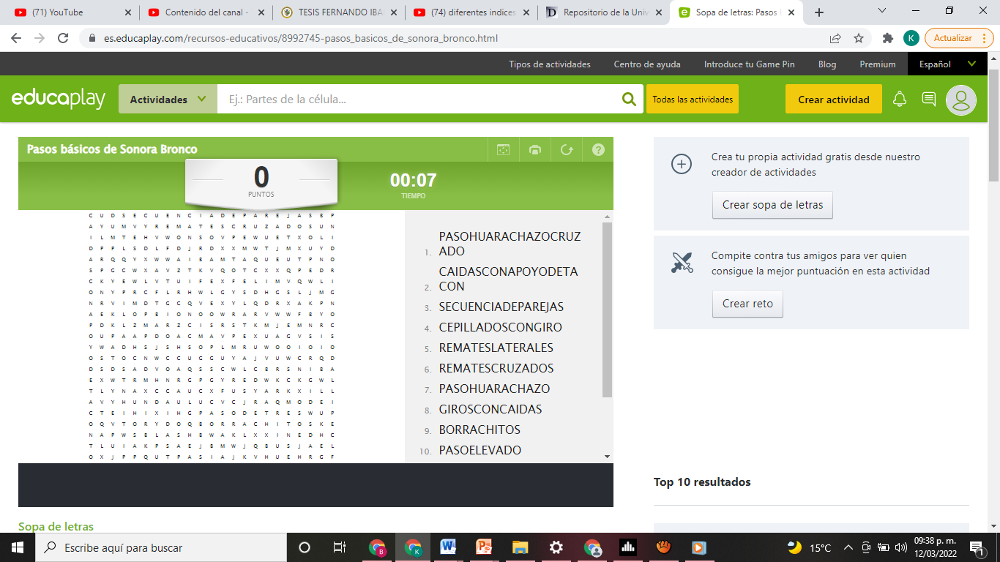 (71) YouTube
Contenido del canal -
TESIS FERNANDO IBA
(74) diferentes indices
Repositorio de la Univ
Sopa de letras: Pasos
es.educaplay.com/recursos-educativos/8992745-pasos_basicos_de_sonora_bronco.html
K
Actualizar
Tipos de actividades
Centro de ayuda
Introduce tu Game Pin
Blog
Premium
Español
educaplay
Actividades
Ej.: Partes de la célula...
Todas las actividades
Crear actividad
Pasos básicos de Sonora Bronco
0
PUNTOS
00:07
TIEMPO
C U D S E C U E N C I A D E P A R E J A S B P
A Y U M V Y R E M A T E S C R U Z A D O S U N
I L M T E H V W O N S O V P E W U E T X O L I
D P P L S D L F D J R D X X M W T J M X U Y D
A R Q Q Y X W W A I B A M T A Q U E U T P N O
S P G C W X A V Z T K V Q O T C X X Q P E D R
C K Y E W L V T U I F E X F E L I M V Q W L I
O N Y P R C F L R H W L G Y S D H G S L J M G
N R V I M D T G C Q V E X Y L Q D R X A K P N
A E K L O P B I O N O O W R A R V W W F B Y O
P D K L Z M A R Z C I S R S T K M J E M N R C
O U P A A P D O A C M A V P E X U A G V S I S
Y W A D H S J S H S O P L M R U W O O I O I O
O S T O C N W C C U G G U Y A J V U W C R Q D
D S D S A D V O A Q S S C W L C B R S N I B A
E X W T R M H N R G P G Y R E D W K C K G W L
T L Y N A X C C A U C X F U S Y A R K X I L L
A V Y H U N D A U L U C V C J R A Q M O D E I
C T E I H I X I H G P A S O D E T R E S W U P
O Q V T O R Y D O Q B O R R A C H I T O S K E
N A P W S B L A S H B W A K L X X I N E D H C
T L U I A K P S A E J B M W J Q B U S J A E L
O X J P P Q U T P A S I A J K V H U E H R G F
1. PASOHUARACHAZOCRUZ
ADO
2. CAIDASCONAPOYODETA
CON
3. SECUENCIADEPAREJAS
4. CEPILLADOSCONGIRO
5. REMATESLATERALES
6. REMATESCRUZADOS
7. PASOHUARACHAZO
8. GIROSCONCAIDAS
9. BORRACHITOS
10. PASOELEVADO
Crea tu propia actividad gratis desde nuestro
creador de actividades
Crear sopa de letras
Compite contra tus amigos para ver quien
consigue la mejor puntuación en esta actividad
Crear reto
Top 10 resultados
Sopa de letras
Escribe aquí para buscar
15°C
09:38 p. m.
12/03/2022
1